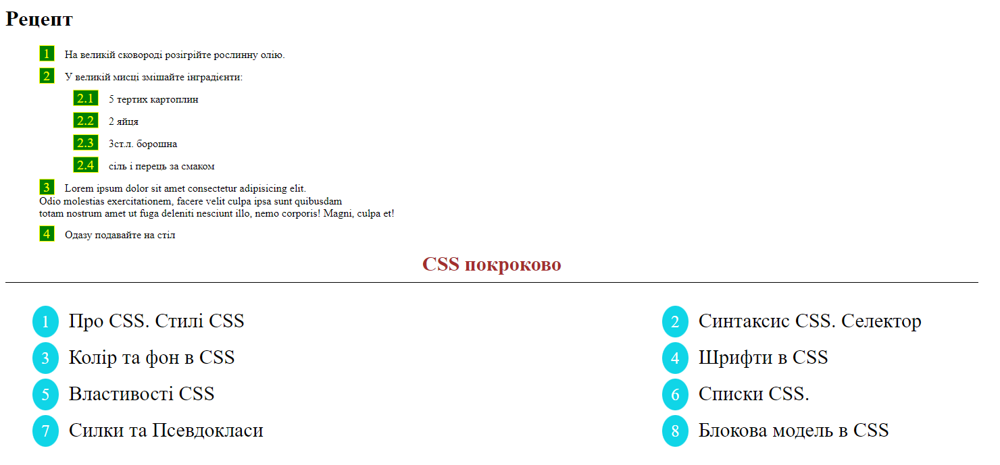 Рецепт
1 На великій сковороді розігрійте рослинну олію.
2 У великій мисці змішайте інградієнти:
2.1 5 тертих картоплин
2.2 2 яйця
2.3 3ст.л. борошна
2.4 сіль і перець за смаком
3 Lorem ipsum dolor sit amet consectetur adipisicing elit.
Odio molestias exercitationem, facere velit culpa ipsa sunt quibusdam
totam nostrum amet ut fuga deleniti nesciunt illo, nemo corporis! Magni, culpa et!
4 Одазу подавайте на стіл
CSS покроково
1 Про CSS. Стилі CSS
2 Синтаксис CSS. Селектор
3 Колір та фон в CSS
4 Шрифти в CSS
5 Властивості CSS
6 Списки CSS.
7 Силки та Псевдокласи
8 Блокова модель в CSS